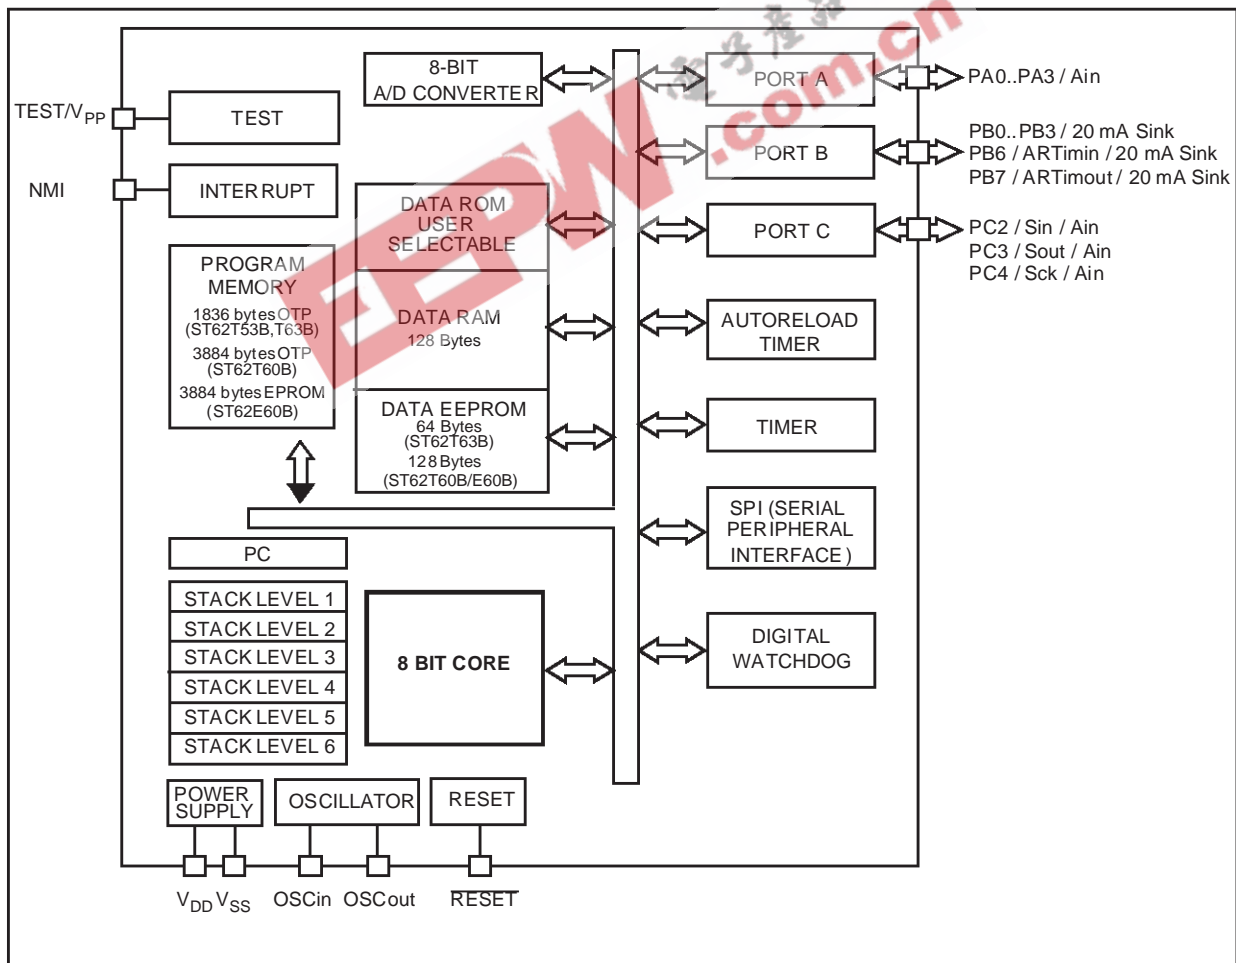 8-BIT
A/D CONVERTER
PORT A
PA0..PA3 / Ain
TEST/VPP
TEST
PORT B
PB0..PB3 / 20 mA Sink
PB6 / ARTimin / 20 mA Sink
PB7 / ARTimout / 20 mA Sink
NMI
INTERRUPT
DATA ROM
USER
SELECTABLE
PORT C
PC2 / Sin / Ain
PC3 / Sout / Ain
PC4 / Sck / Ain
PROGRAM
MEMORY
1836 bytes OTP
(ST62T53B,T63B)
3884 bytes OTP
(ST62T60B)
3884 bytes EPROM
(ST62E60B)
DATA RAM
128 Bytes
AUTORELOAD
TIMER
DATA EEPROM
64 Bytes
(ST62T63B)
128 Bytes
(ST62T60B/E60B)
TIMER
SPI (SERIAL
PERIPHERAL
INTERFACE)
PC
STACK LEVEL 1
STACK LEVEL 2
STACK LEVEL 3
STACK LEVEL 4
STACK LEVEL 5
STACK LEVEL 6
8 BIT CORE
DIGITAL
WATCHDOG
POWER
SUPPLY
OSCILLATOR
RESET
VDD VSS OSCin OSCout RESET
EEPW
電子產品
.com.cn